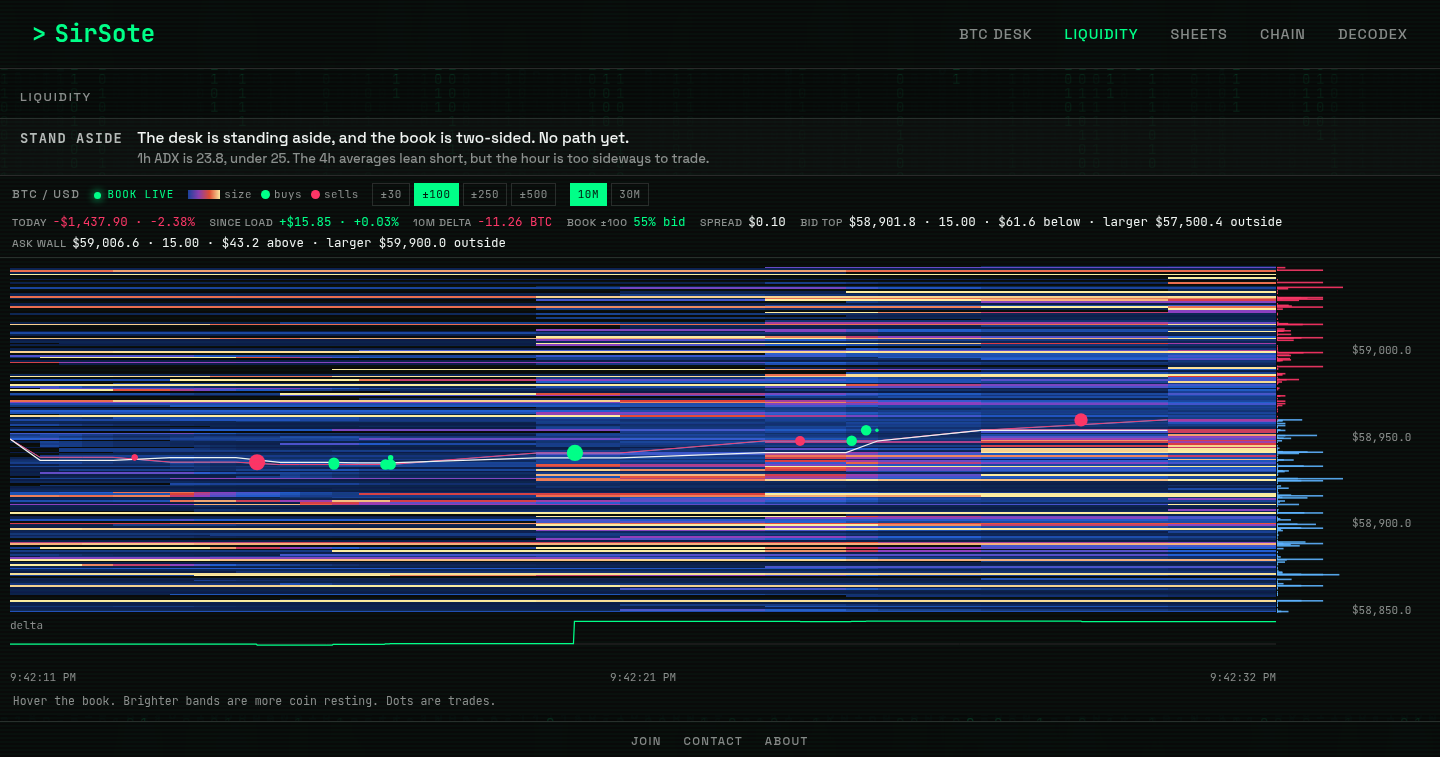 > SirSote
BTC DESK LIQUIDITY SHEETS CHAIN DECODEX
LIQUIDITY
STAND ASIDE The desk is standing aside, and the book is two-sided. No path yet.
1h ADX is 23.8, under 25. The 4h averages lean short, but the hour is too sideways to trade.
BTC / USD BOOK LIVE size buys sells ±30 ±100 ±250 ±500 10M 30M
TODAY -$1,437.90 · -2.38% SINCE LOAD +$15.85 · +0.03% 10M DELTA -11.26 BTC BOOK ±100 55% bid SPREAD $0.10 BID TOP $58,901.8 · 15.00 · $61.6 below · larger $57,500.4 outside
ASK WALL $59,006.6 · 15.00 · $43.2 above · larger $59,900.0 outside
$59,000.0
$58,950.0
$58,900.0
$58,850.0
delta
9:42:11 PM 9:42:21 PM 9:42:32 PM
Hover the book. Brighter bands are more coin resting. Dots are trades.
JOIN CONTACT ABOUT